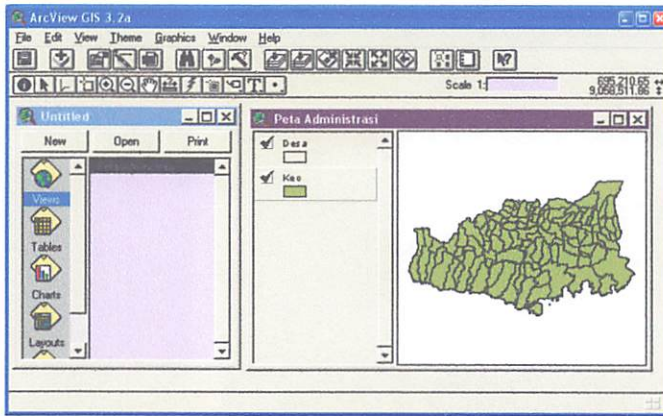 ArcView GIS 3.2a
File Edit View Theme Graphics Window Help
Scale 1:
695,210.65
9,058,511.86
Untitled
New Open Print
Views
Tables
Charts
Layouts
Peta Administrasi
Desa
Kec